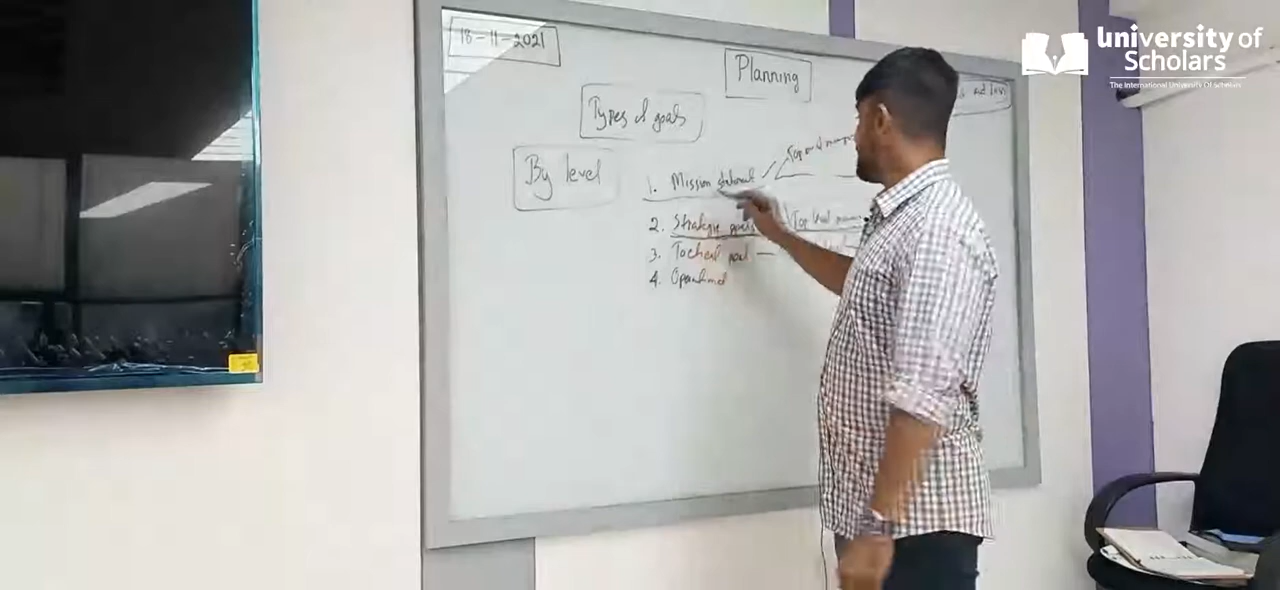 18-11-2021
Planning
University of
Scholars
The International University Of Scholars
Types of goals
By level
1. Mission statement
Top
2. Strategic goals
Top level
3. Tactical goal —
4. Operational